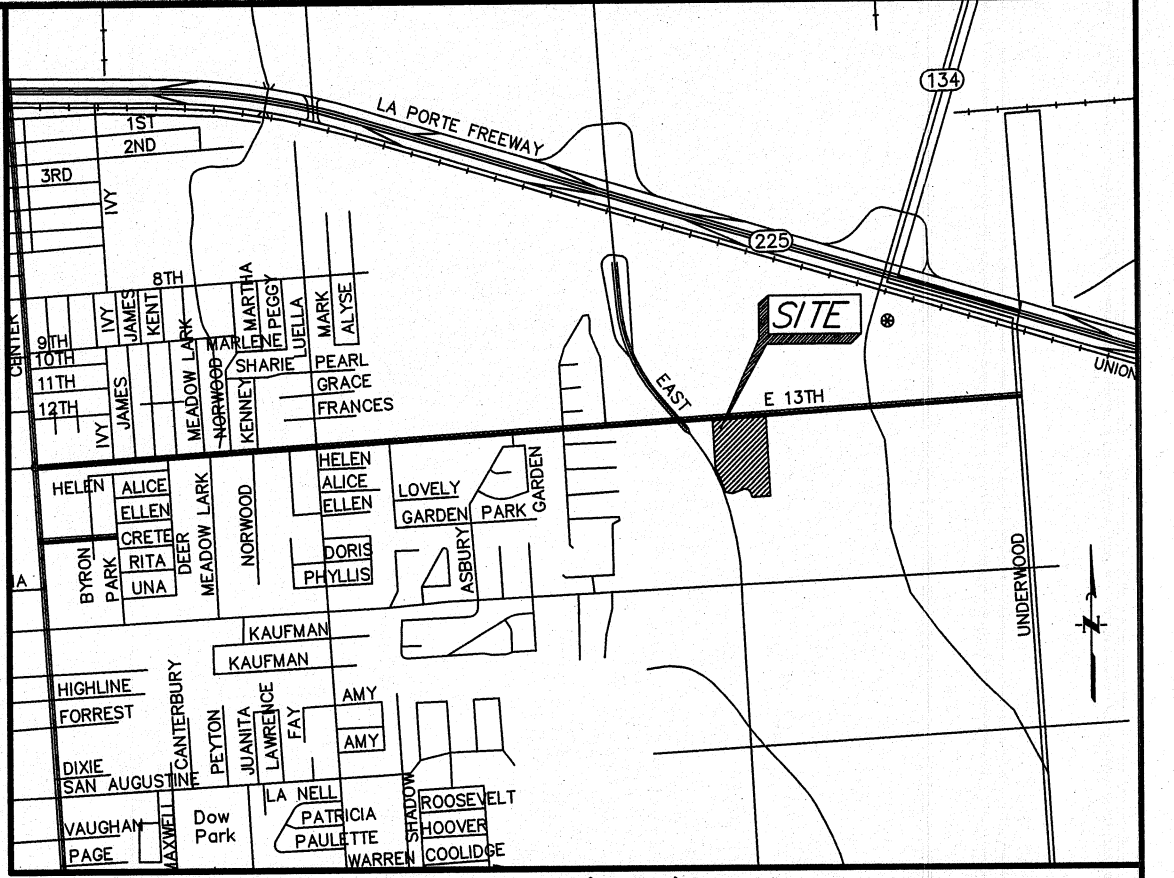 134
LA PORTE FREEWAY
1ST
2ND
3RD
IVY
225
8TH
MARTHA
PEGGY
LUELLA
MARK
ALYSE
IVY
JAMES
KENT
CENTER
9TH
10TH
11TH
12TH
IVY
JAMES
MEADOW LARK
MARLENE
NORWOOD
SHARIE
KENNEY
PEARL
GRACE
FRANCES
SITE
EAST
E 13TH
UNION
HELEN
ALICE
ELLEN
CRETE
RITA
UNA
BYRON
PARK
DEER
MEADOW LARK
NORWOOD
HELEN
ALICE
ELLEN
DORIS
PHYLLIS
LOVELY
GARDEN PARK
GARDEN
ASBURY
UNDERWOOD
N
KAUFMAN
KAUFMAN
HIGHLINE
FORREST
CANTERBURY
PEYTON
JUANITA
LAWRENCE
FAY
AMY
AMY
DIXIE
SAN AUGUSTINE
LA NELL
PATRICIA
PAULETTE
WARREN
SHADOW
ROOSEVELT
HOOVER
COOLIDGE
VAUGHAN
PAGE
MAXWELL
Dow
Park